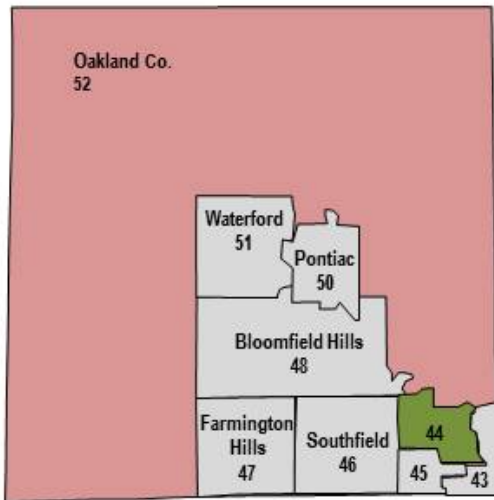 Oakland Co.
52
Waterford
51
Pontiac
50
Bloomfield Hills
48
Farmington
Hills
47
Southfield
46
44
45
43